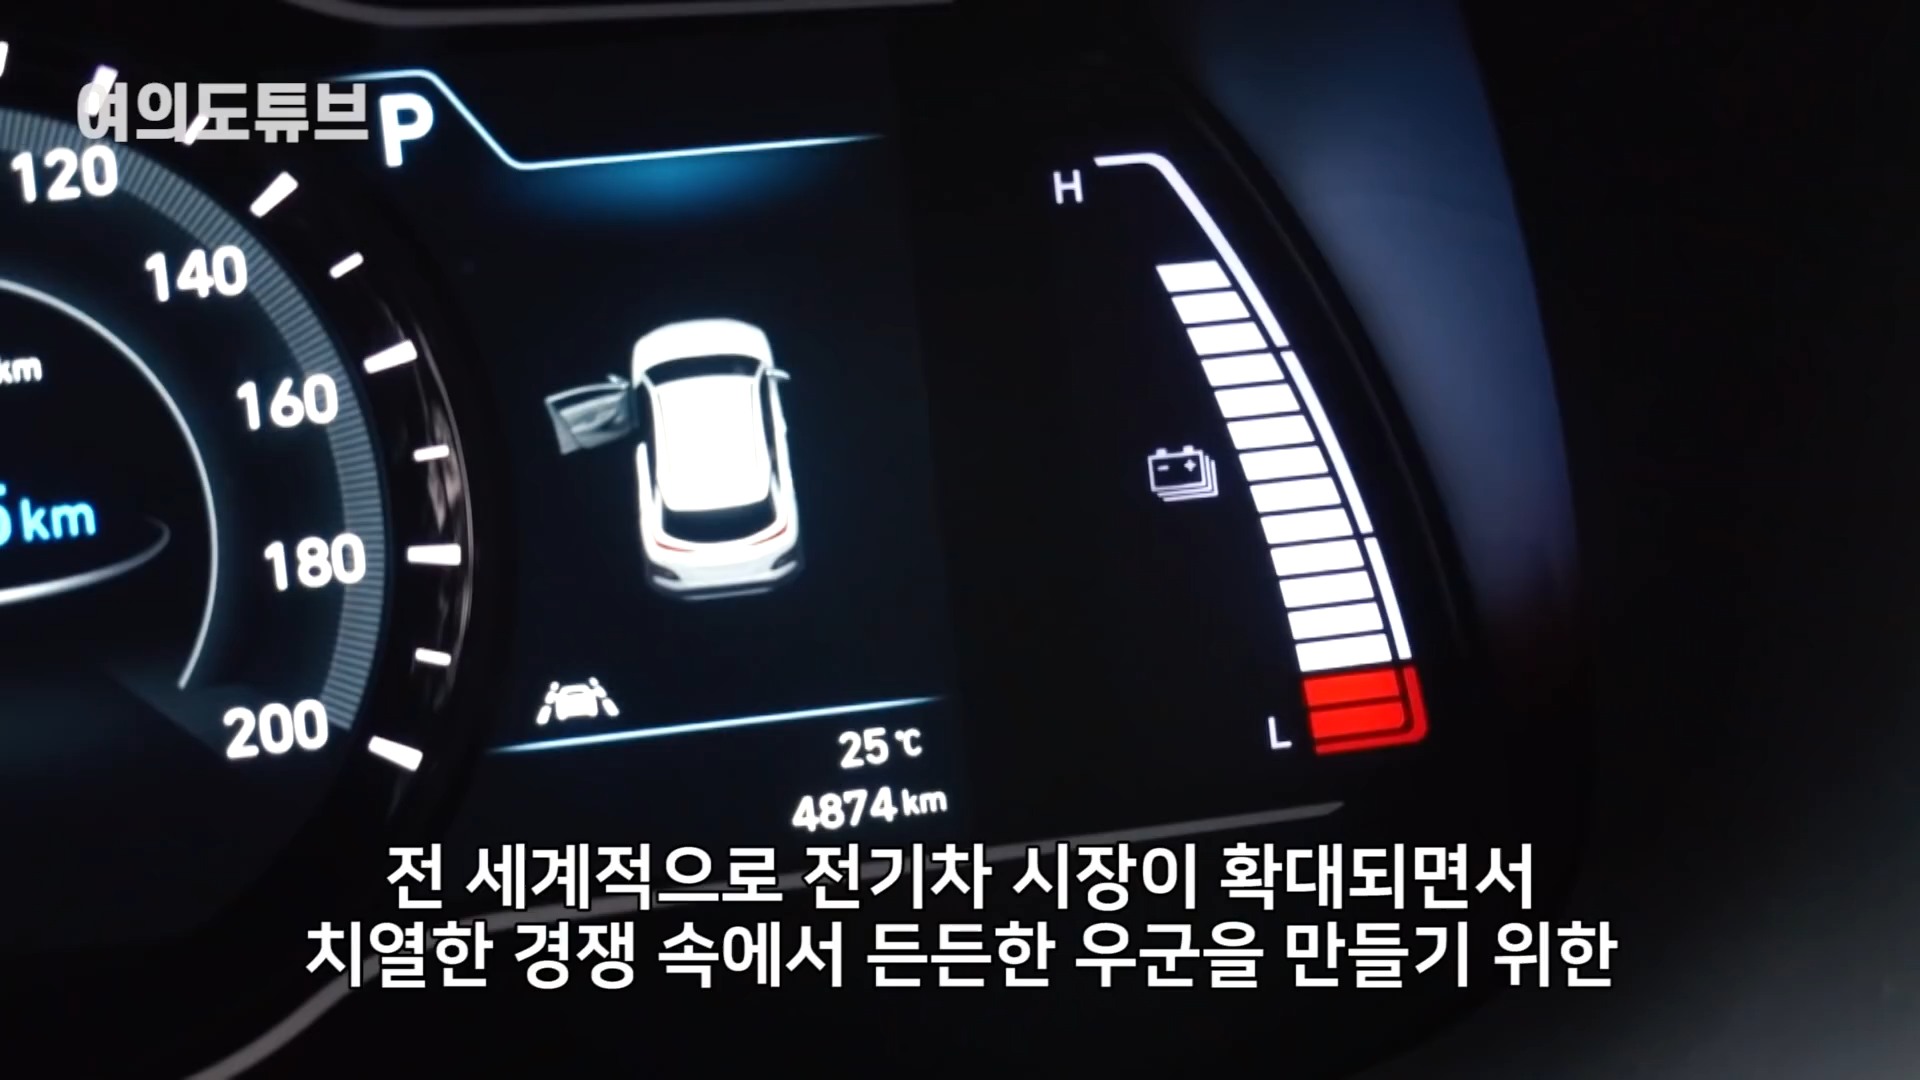 여의도튜브
P
120
140
160
180
200
km
km
H
L
25℃
4874 km
전 세계적으로 전기차 시장이 확대되면서
치열한 경쟁 속에서 든든한 우군을 만들기 위한